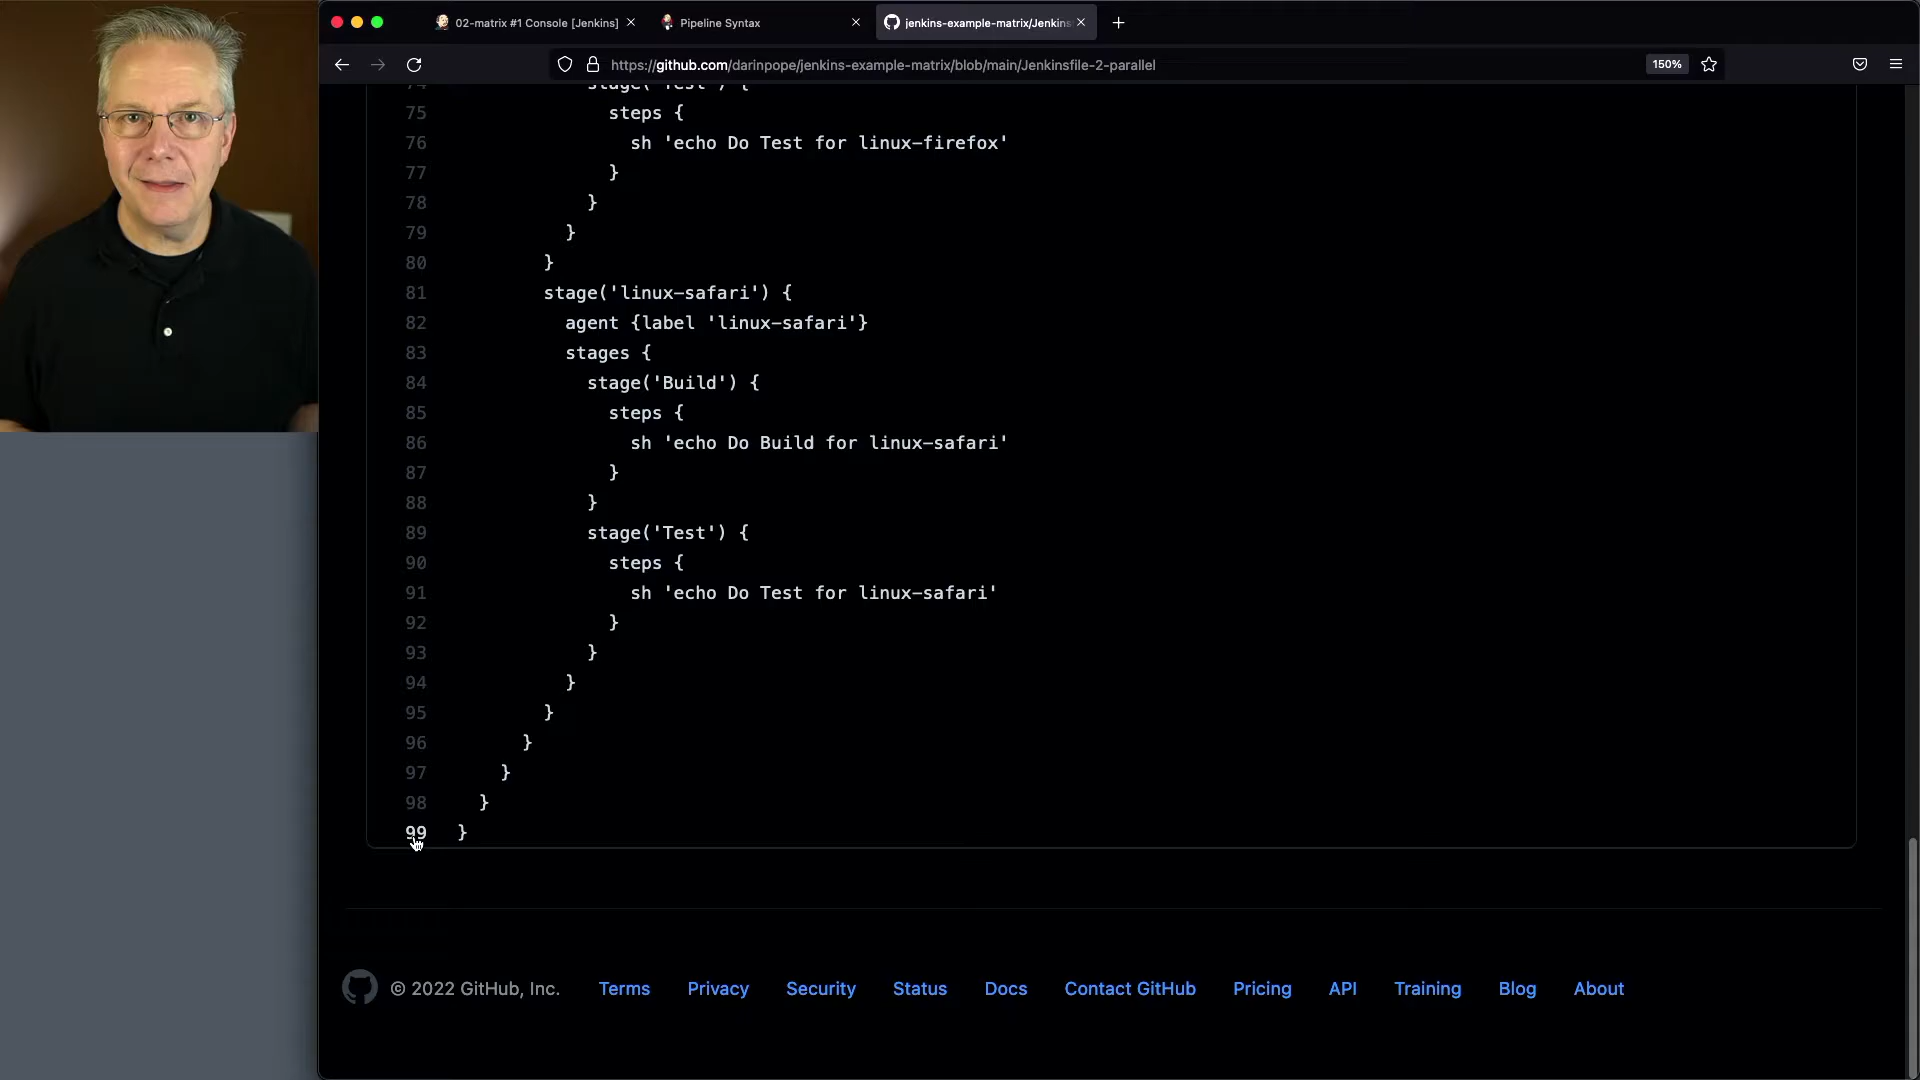 02-matrix #1 Console [Jenkins]
Pipeline Syntax
jenkins-example-matrix/Jenkins
https://github.com/darinpope/jenkins-example-matrix/blob/main/Jenkinsfile-2-parallel
150%
74 stage('Test') {
75 steps {
76 sh 'echo Do Test for linux-firefox'
77 }
78 }
79 }
80 }
81 stage('linux-safari') {
82 agent {label 'linux-safari'}
83 stages {
84 stage('Build') {
85 steps {
86 sh 'echo Do Build for linux-safari'
87 }
88 }
89 stage('Test') {
90 steps {
91 sh 'echo Do Test for linux-safari'
92 }
93 }
94 }
95 }
96 }
97 }
98 }
99 }
© 2022 GitHub, Inc. Terms Privacy Security Status Docs Contact GitHub Pricing API Training Blog About